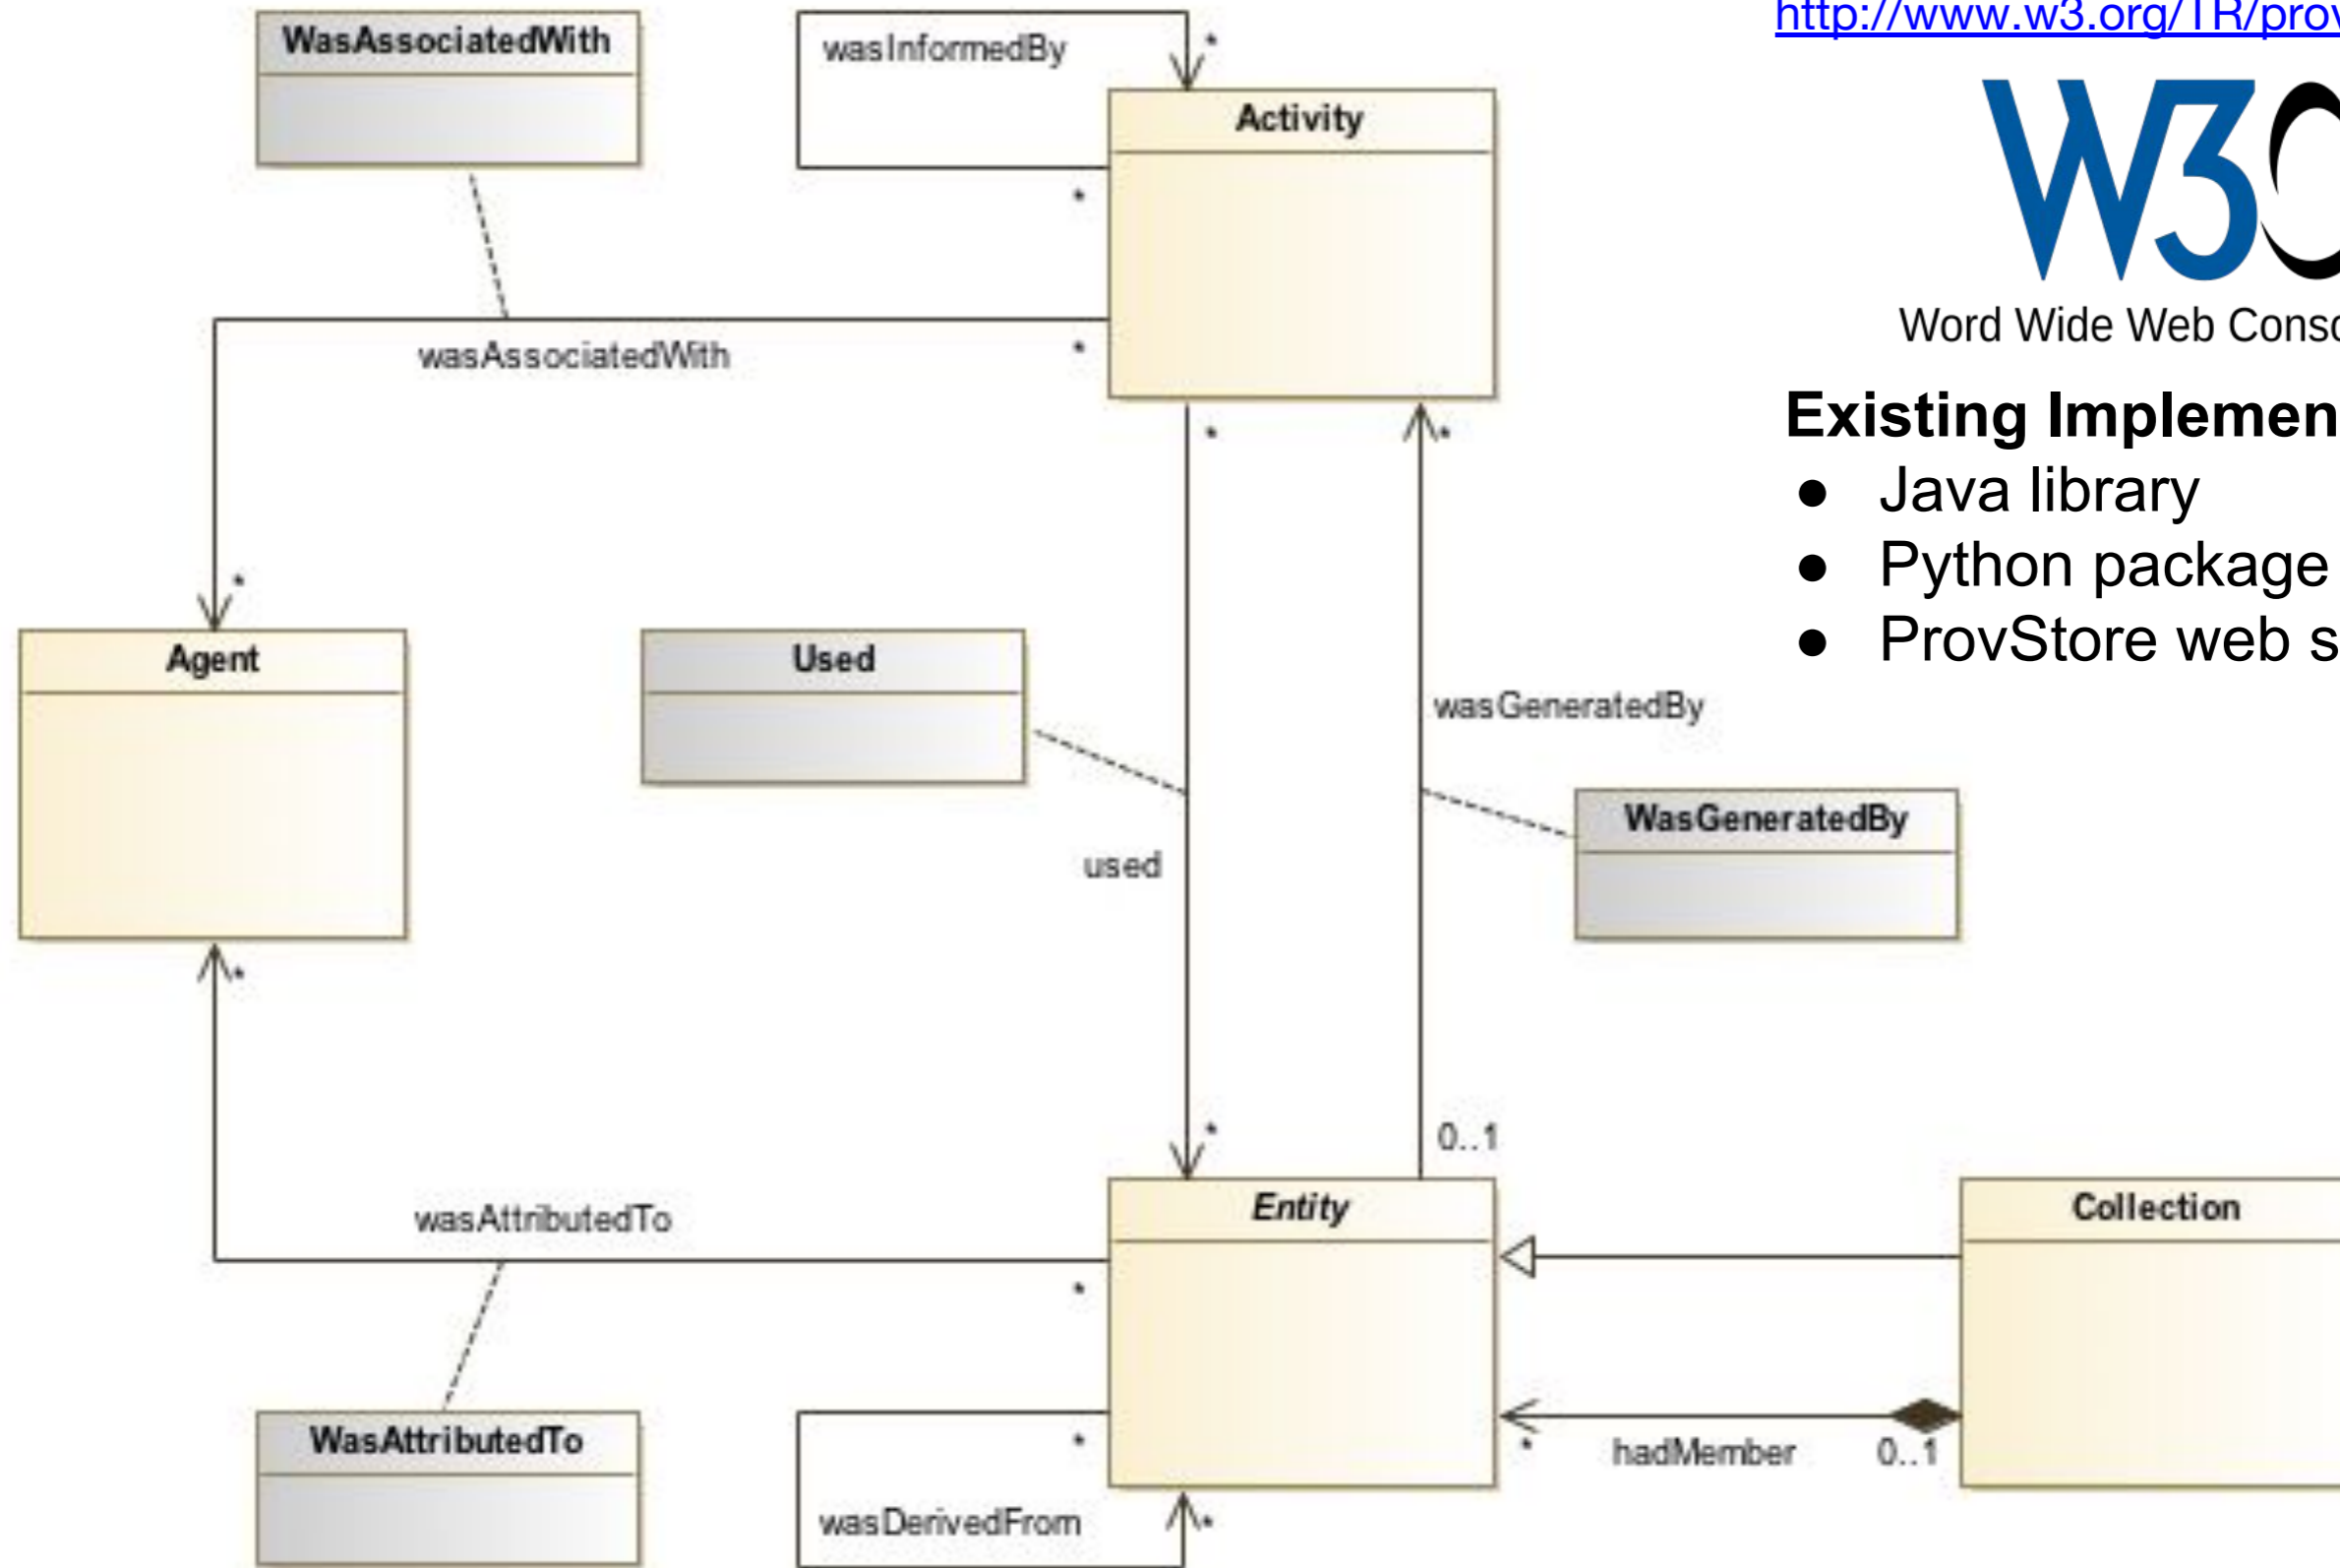 WasAssociatedWith
wasInformedBy
*
Activity
*
wasAssociatedWith
*
*
*
*
Agent
Used
wasGeneratedBy
WasGeneratedBy
used
*
*
0..1
Entity
Collection
wasAttributedTo
*
*
WasAttributedTo
*
hadMember
0..1
wasDerivedFrom
*
http://www.w3.org/TR/prov
W3C
Word Wide Web Conso
Existing Implemen
● Java library
● Python package
● ProvStore web s